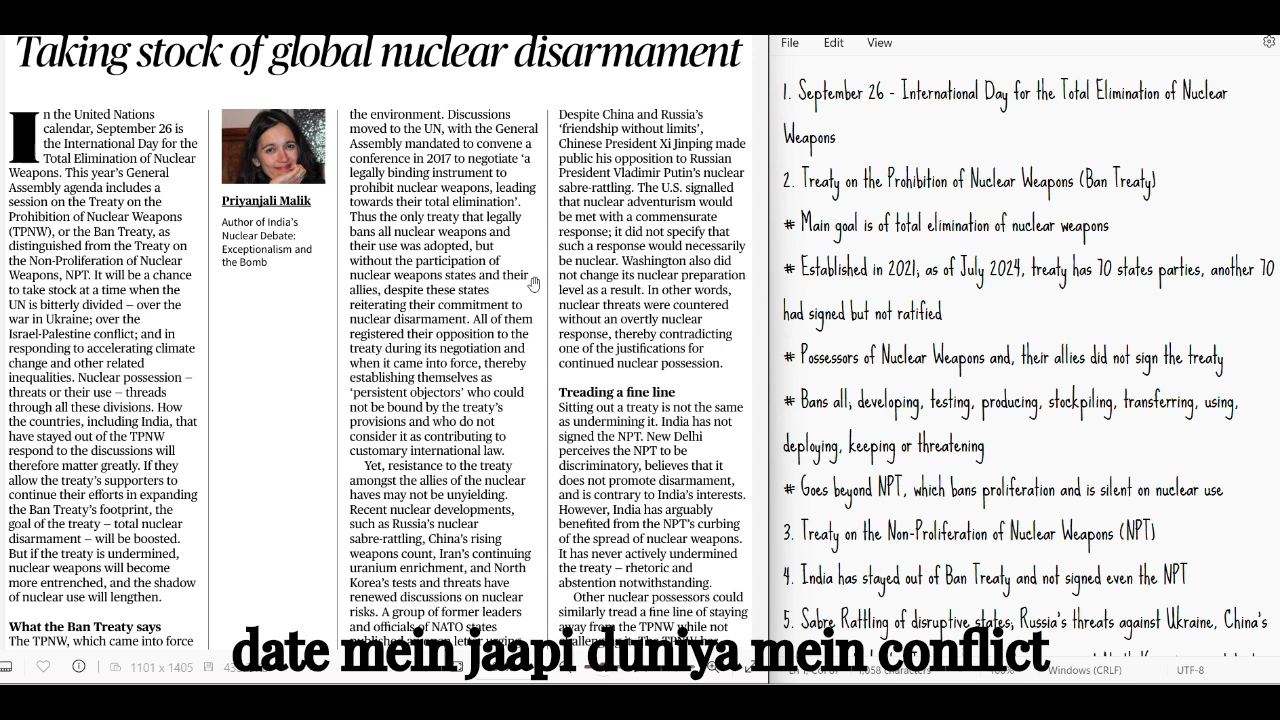 Taking stock of global nuclear disarmament
In the United Nations
calendar, September 26 is
the International Day for the
Total Elimination of Nuclear
Weapons. This year’s General
Assembly agenda includes a
session on the Treaty on the
Prohibition of Nuclear Weapons
(TPNW), or the Ban Treaty, as
distinguished from the Treaty on
the Non-Proliferation of Nuclear
Weapons, NPT. It will be a chance
to take stock at a time when the
UN is bitterly divided – over the
war in Ukraine; over the
Israel-Palestine conflict; and in
responding to accelerating climate
change and other related
inequalities. Nuclear possession –
threats or their use – threads
through all these divisions. How
the countries, including India, that
have stayed out of the TPNW
respond to the discussions will
therefore matter greatly. If they
allow the treaty’s supporters to
continue their efforts in expanding
the Ban Treaty’s footprint, the
goal of the treaty – total nuclear
disarmament – will be boosted.
But if the treaty is undermined,
nuclear weapons will become
more entrenched, and the shadow
of nuclear use will lengthen.
What the Ban Treaty says
The TPNW, which came into force
Priyanjali Malik
Author of India’s
Nuclear Debate:
Exceptionalism and
the Bomb
the environment. Discussions
moved to the UN, with the General
Assembly mandated to convene a
conference in 2017 to negotiate ‘a
legally binding instrument to
prohibit nuclear weapons, leading
towards their total elimination’.
Thus the only treaty that legally
bans all nuclear weapons and
their use was adopted, but
without the participation of
nuclear weapons states and their
allies, despite these states
reiterating their commitment to
nuclear disarmament. All of them
registered their opposition to the
treaty during its negotiation and
when it came into force, thereby
establishing themselves as
‘persistent objectors’ who could
not be bound by the treaty’s
provisions and who do not
consider it as contributing to
customary international law.
Yet, resistance to the treaty
amongst the allies of the nuclear
haves may not be unyielding.
Recent nuclear developments,
such as Russia’s nuclear
sabre-rattling, China’s rising
weapons count, Iran’s continuing
uranium enrichment, and North
Korea’s tests and threats have
renewed discussions on nuclear
risks. A group of former leaders
and officials of NATO states
Despite China and Russia’s
‘friendship without limits’,
Chinese President Xi Jinping made
public his opposition to Russian
President Vladimir Putin’s nuclear
sabre-rattling. The U.S. signalled
that nuclear adventurism would
be met with a commensurate
response; it did not specify that
such a response would necessarily
be nuclear. Washington also did
not change its nuclear preparation
level as a result. In other words,
nuclear threats were countered
without an overtly nuclear
response, thereby contradicting
one of the justifications for
continued nuclear possession.
Treading a fine line
Sitting out a treaty is not the same
as undermining it. India has not
signed the NPT. New Delhi
perceives the NPT to be
discriminatory, believes that it
does not promote disarmament,
and is contrary to India’s interests.
However, India has arguably
benefited from the NPT’s curbing
of the spread of nuclear weapons.
It has never actively undermined
the treaty – rhetoric and
abstention notwithstanding.
Other nuclear possessors could
similarly tread a fine line of staying
away from the TPNW while not
1101 x 1405
File Edit View
1. September 26 - International Day for the Total Elimination of Nuclear
Weapons
2. Treaty on the Prohibition of Nuclear Weapons (Ban Treaty)
# Main goal is of total elimination of nuclear weapons
# Established in 2021; as of July 2024, treaty has 70 states parties, another 70
had signed but not ratified
# Possessors of Nuclear Weapons and, their allies did not sign the treaty
# Bans all; developing, testing, producing, stockpiling, transferring, using,
deploying, keeping or threatening
# Goes beyond NPT, which bans proliferation and is silent on nuclear use
3. Treaty on the Non-Proliferation of Nuclear Weapons (NPT)
4. India has stayed out of Ban Treaty and not signed even the NPT
5. Sabre Rattling of disruptive states; Russia's threats against Ukraine, China's
Windows (CRLF) UTF-8
date mein jaapi duniya mein conflict